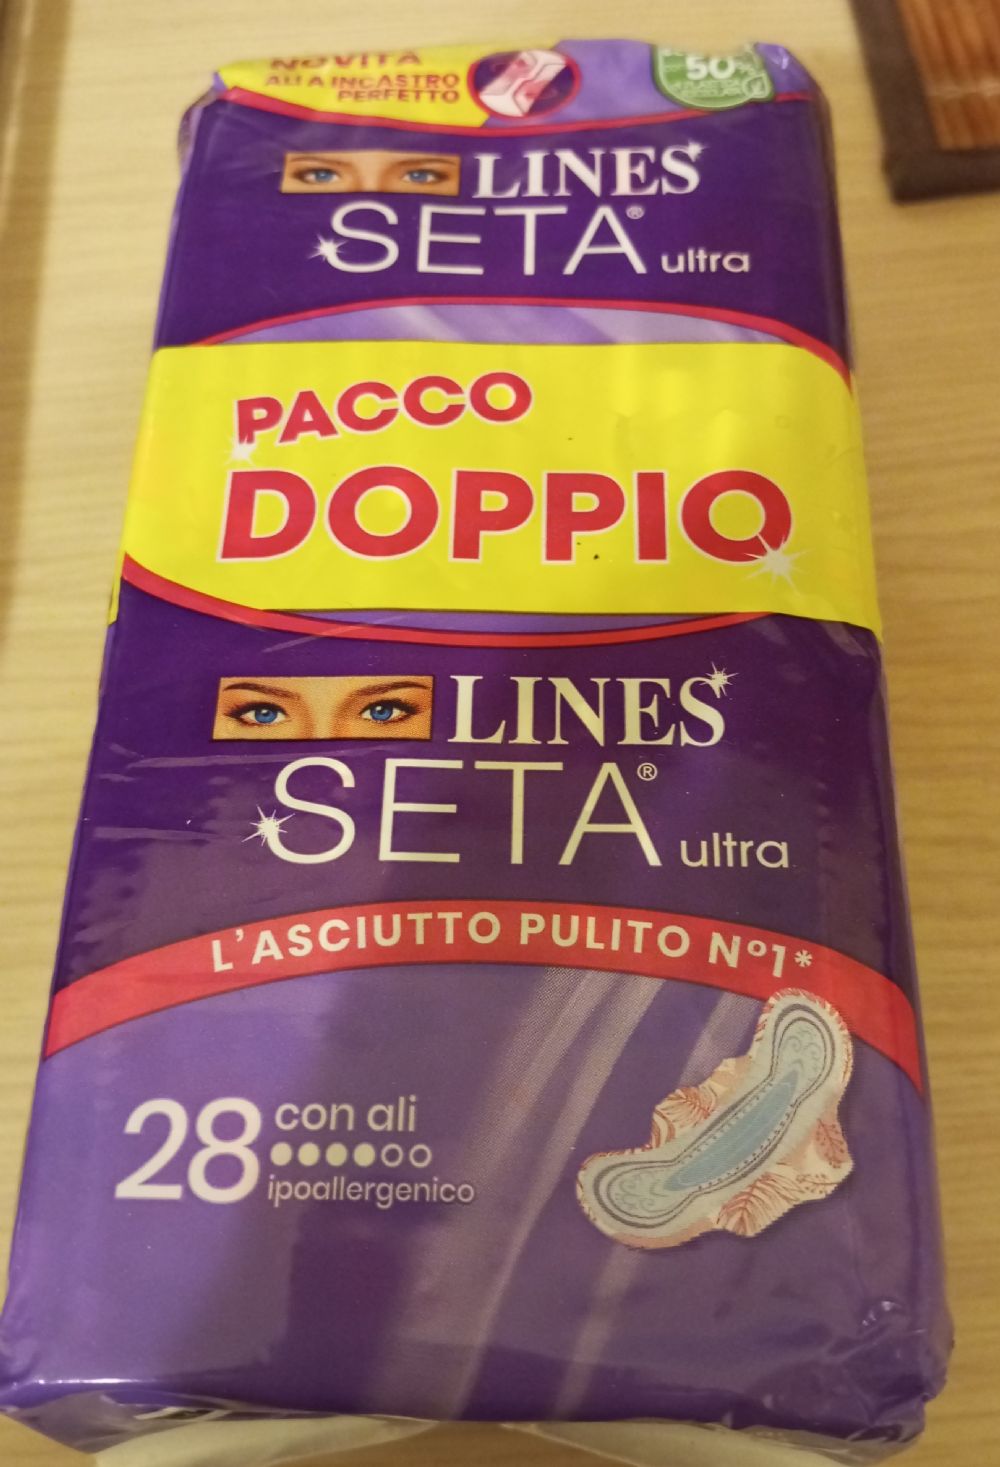 NOVITÀ
ALI A INCASTRO
PERFETTO
50%
LINES
SETA® ultra
PACCO
DOPPIO
LINES
SETA® ultra
L'ASCIUTTO PULITO Nº1*
28 con ali
ipoallergenico